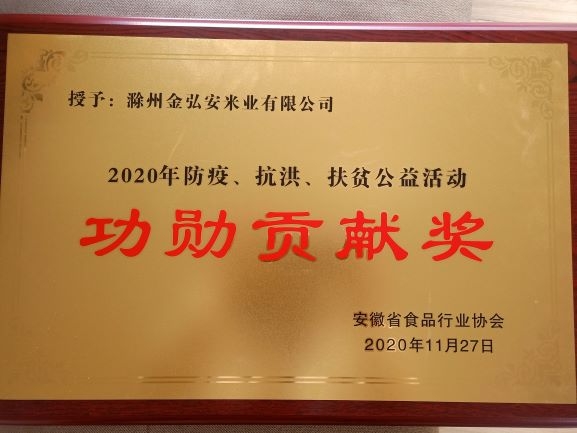 授予：滁州金弘安米业有限公司
2020年防疫、抗洪、扶贫公益活动
功勋贡献奖
安徽省食品行业协会
2020年11月27日